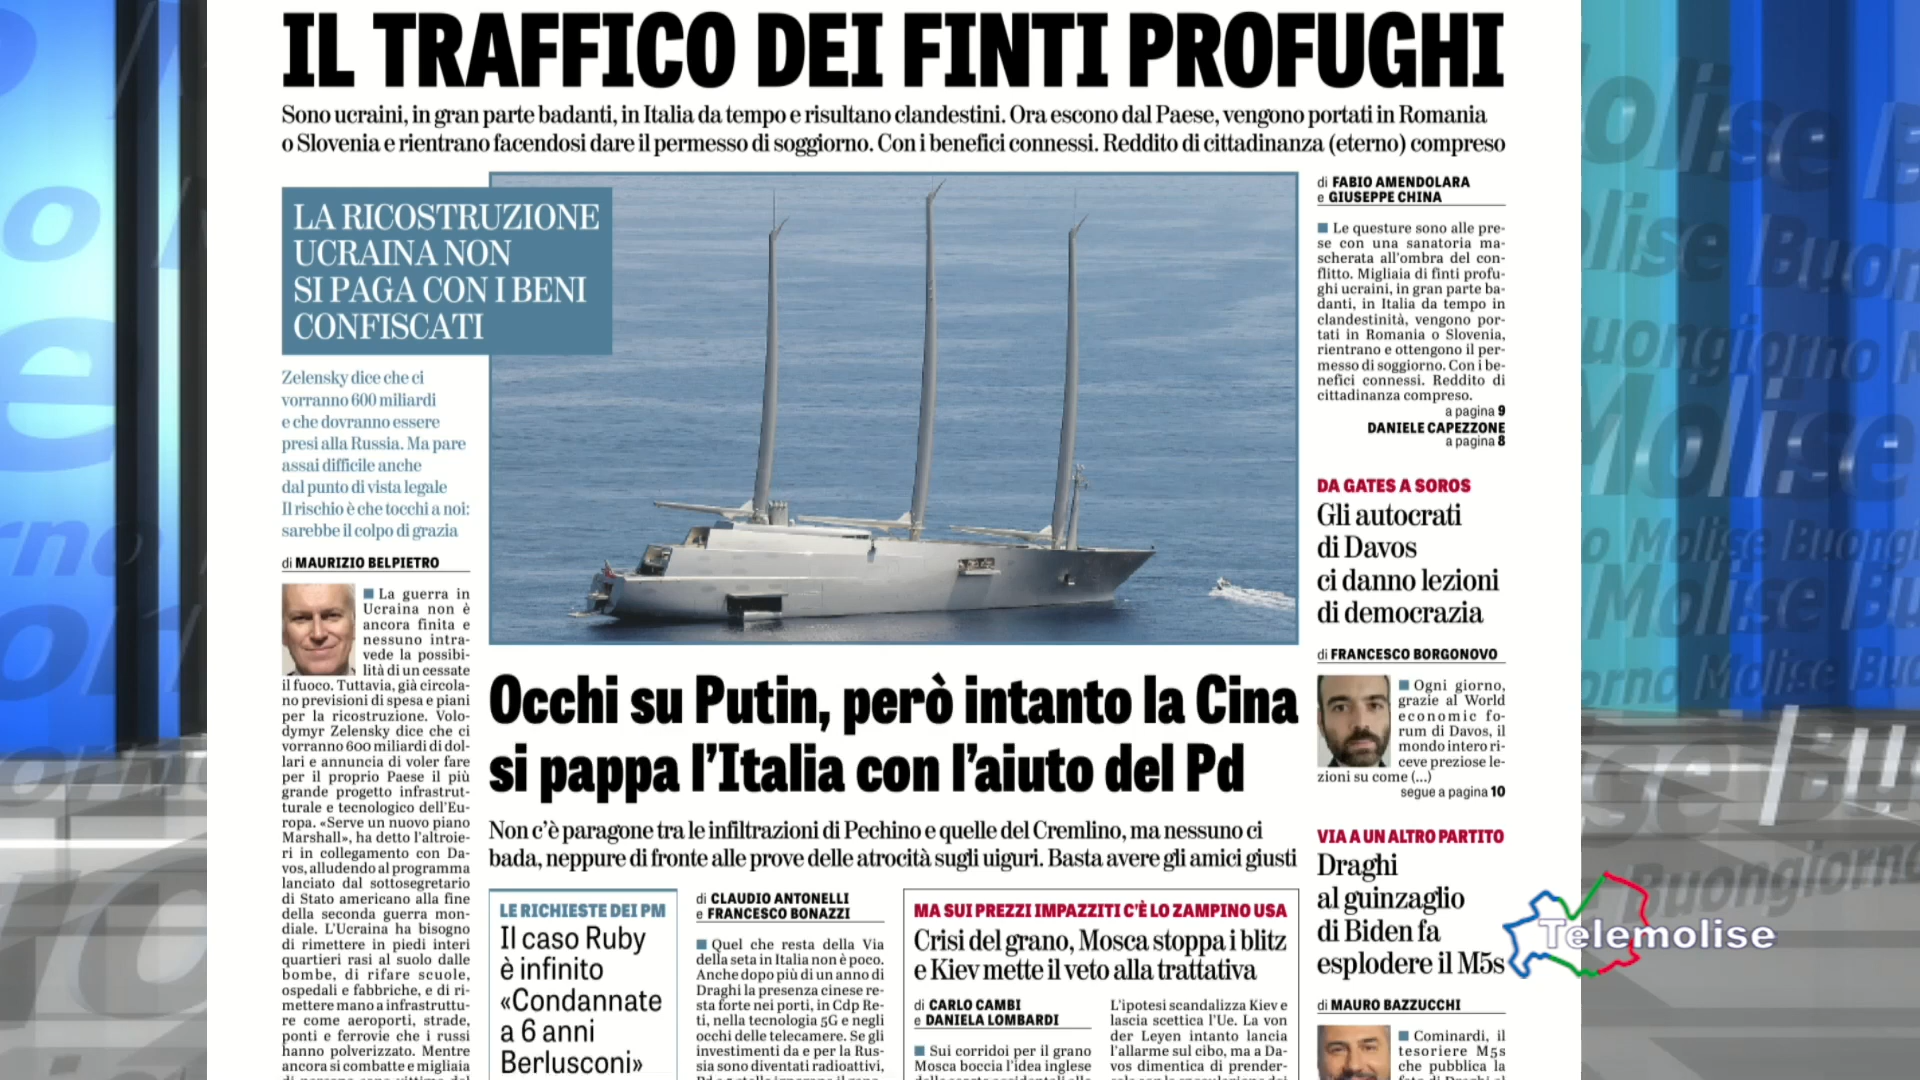 IL TRAFFICO DEI FINTI PROFUGHI
Sono ucraini, in gran parte badanti, in Italia da tempo e risultano clandestini. Ora escono dal Paese, vengono portati in Romania
o Slovenia e rientrano facendosi dare il permesso di soggiorno. Con i benefici connessi. Reddito di cittadinanza (eterno) compreso
LA RICOSTRUZIONE
UCRAINA NON
SI PAGA CON I BENI
CONFISCATI
Zelensky dice che ci
vorranno 600 miliardi
e che dovranno essere
presi alla Russia. Ma pare
assai difficile anche
dal punto di vista legale
Il rischio è che tocchi a noi:
sarebbe il colpo di grazia
di MAURIZIO BELPIETRO
La guerra in
Ucraina non è
ancora finita e
nessuno intra-
vede la possibi-
lità di un cessate
il fuoco. Tuttavia, già circola-
no previsioni di spesa e piani
per la ricostruzione. Volo-
dymyr Zelensky dice che ci
vorranno 600 miliardi di dol-
lari e annuncia di voler fare
per il proprio Paese il più
grande progetto infrastrut-
turale e tecnologico dell'Eu-
ropa. «Serve un nuovo piano
Marshall», ha detto l'altroie-
ri in collegamento con Da-
vos, alludendo al programma
lanciato dal sottosegretario
di Stato americano alla fine
della seconda guerra mon-
diale. L'Ucraina ha bisogno
di rimettere in piedi interi
quartieri rasi al suolo dalle
bombe, di rifare scuole,
ospedali e fabbriche, e di ri-
mettere mano a infrastruttu-
re come aeroporti, strade,
ponti e ferrovie che i russi
hanno polverizzato. Mentre
ancora si combatte e migliaia
Occhi su Putin, però intanto la Cina
si pappa l'Italia con l'aiuto del Pd
Non c'è paragone tra le infiltrazioni di Pechino e quelle del Cremlino, ma nessuno ci
bada, neppure di fronte alle prove delle atrocità sugli uiguri. Basta avere gli amici giusti
LE RICHIESTE DEI PM
Il caso Ruby
è infinito
«Condannate
a 6 anni
Berlusconi»
di CLAUDIO ANTONELLI
e FRANCESCO BONAZZI
Quel che resta della Via
della seta in Italia non è poco.
Anche dopo più di un anno di
Draghi la presenza cinese re-
sta forte nei porti, in Cdp Re-
ti, nella tecnologia 5G e negli
occhi delle telecamere. Se gli
investimenti da e per la Rus-
sia sono diventati radioattivi,
MA SUI PREZZI IMPAZZITI C'È LO ZAMPINO USA
Crisi del grano, Mosca stoppa i blitz
e Kiev mette il veto alla trattativa
di CARLO CAMBI
e DANIELA LOMBARDI
Sui corridoi per il grano
Mosca boccia l'idea inglese
L'ipotesi scandalizza Kiev e
lascia scettica l'Ue. La von
der Leyen intanto lancia
l'allarme sul cibo, ma a Da-
vos dimentica di prender-
di FABIO AMENDOLARA
e GIUSEPPE CHINA
Le questure sono alle pre-
se con una sanatoria ma-
scherata all'ombra del con-
flitto. Migliaia di finti profu-
ghi ucraini, in gran parte ba-
danti, in Italia da tempo in
clandestinità, vengono por-
tati in Romania o Slovenia,
rientrano e ottengono il per-
messo di soggiorno. Con i be-
nefici connessi. Reddito di
cittadinanza compreso.
a pagina 9
DANIELE CAPEZZONE
a pagina 8
DA GATES A SOROS
Gli autocrati
di Davos
ci danno lezioni
di democrazia
di FRANCESCO BORGONOVO
Ogni giorno,
grazie al World
economic fo-
rum di Davos, il
mondo intero ri-
ceve preziose le-
zioni su come (...)
segue a pagina 10
VIA A UN ALTRO PARTITO
Draghi
al guinzaglio
di Biden fa
esplodere il M5s
di MAURO BAZZUCCHI
Cominardi, il
tesoriere M5s
che pubblica la
Telemolise